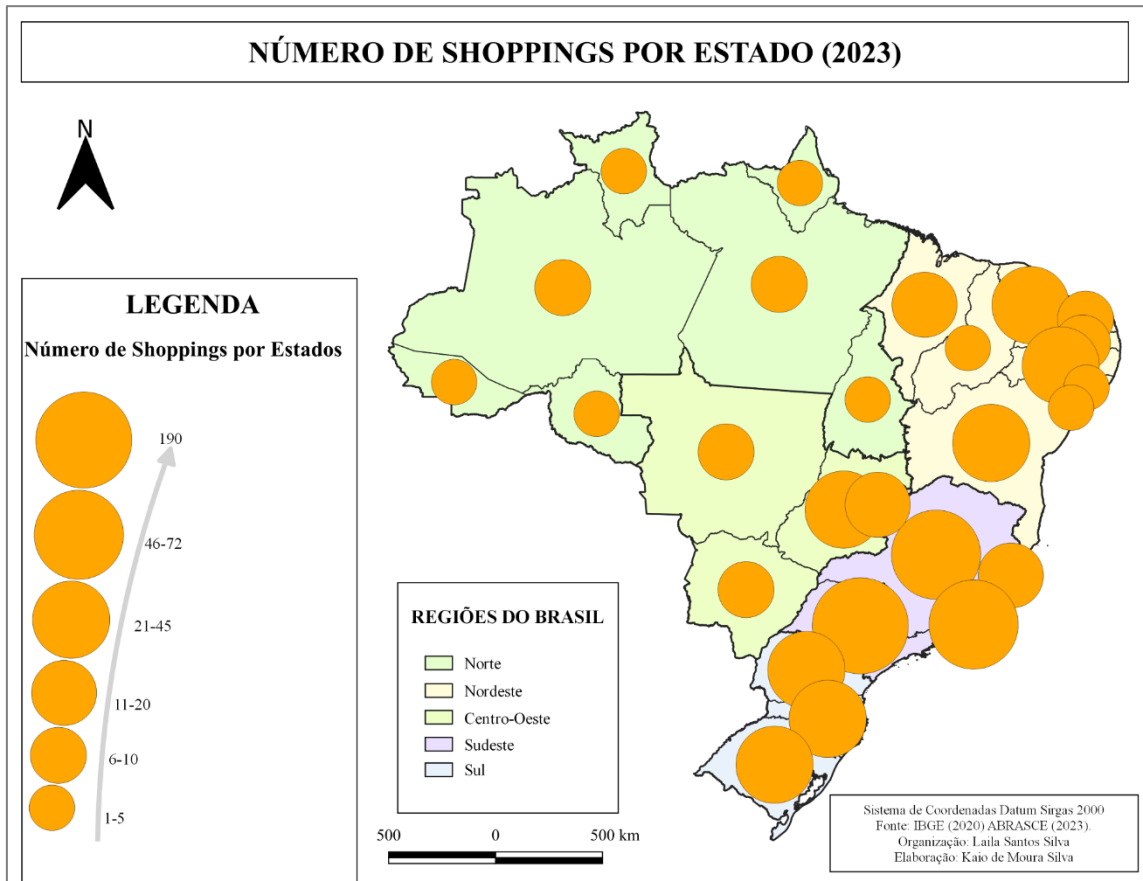 NÚMERO DE SHOPPINGS POR ESTADO (2023)
N
LEGENDA
Número de Shoppings por Estados
190
46-72
21-45
11-20
6-10
1-5
REGIÕES DO BRASIL
Norte
Nordeste
Centro-Oeste
Sudeste
Sul
500 0 500 km
Sistema de Coordenadas Datum Sirgas 2000
Fonte: IBGE (2020) ABRASCE (2023).
Organização: Laila Santos Silva
Elaboração: Kaio de Moura Silva